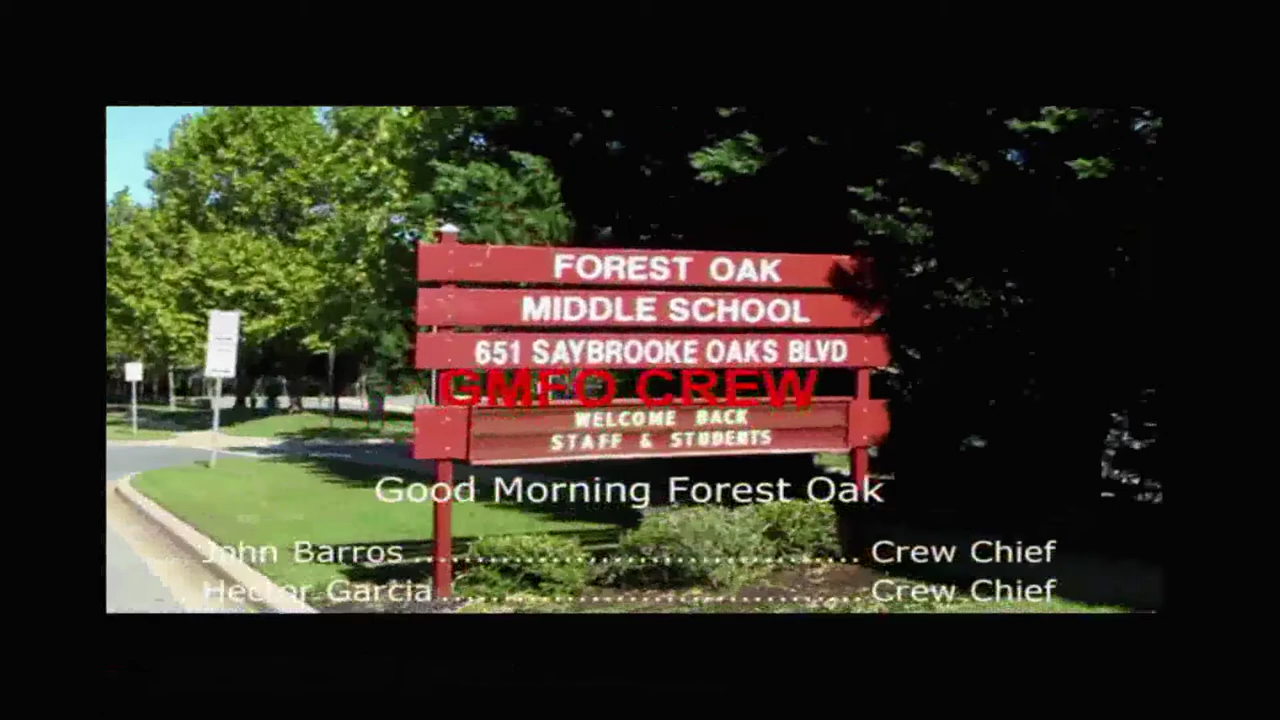 FOREST OAK
MIDDLE SCHOOL
651 SAYBROOKE OAKS BLVD
GMFO CREW
WELCOME BACK
STAFF & STUDENTS
Good Morning Forest Oak
John Barros....................................Crew Chief
Hector Garcia..................................Crew Chief